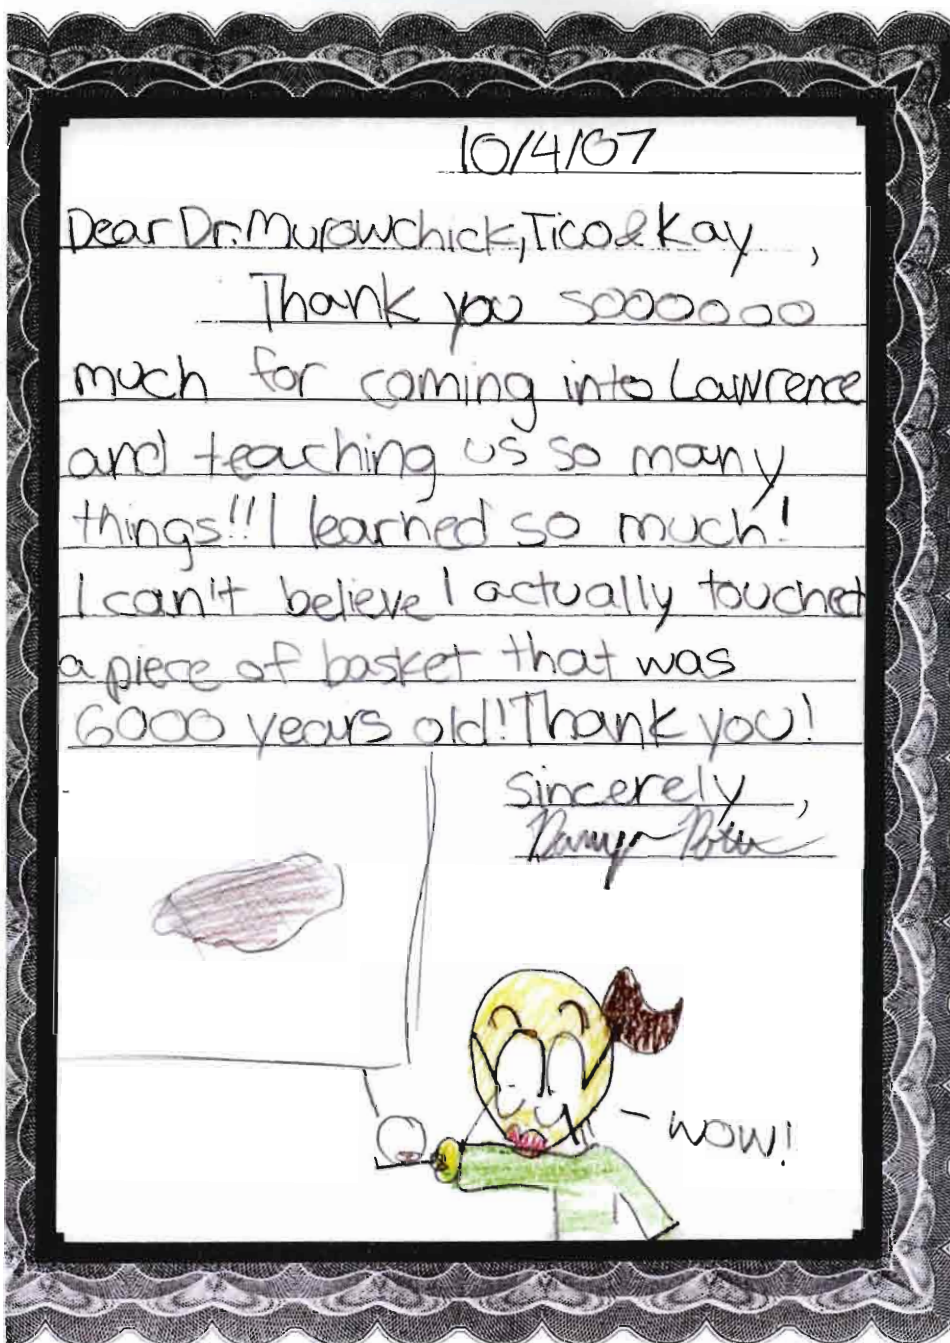 10/4/07
Dear Dr. Murowchick, Tico & Kay,
Thank you sooooooo
much for coming into Lawrence
and teaching us so many
things!! I learned so much!
I can't believe I actually touched
a piece of basket that was
6000 years old! Thank you!
Sincerely,
- WOW!